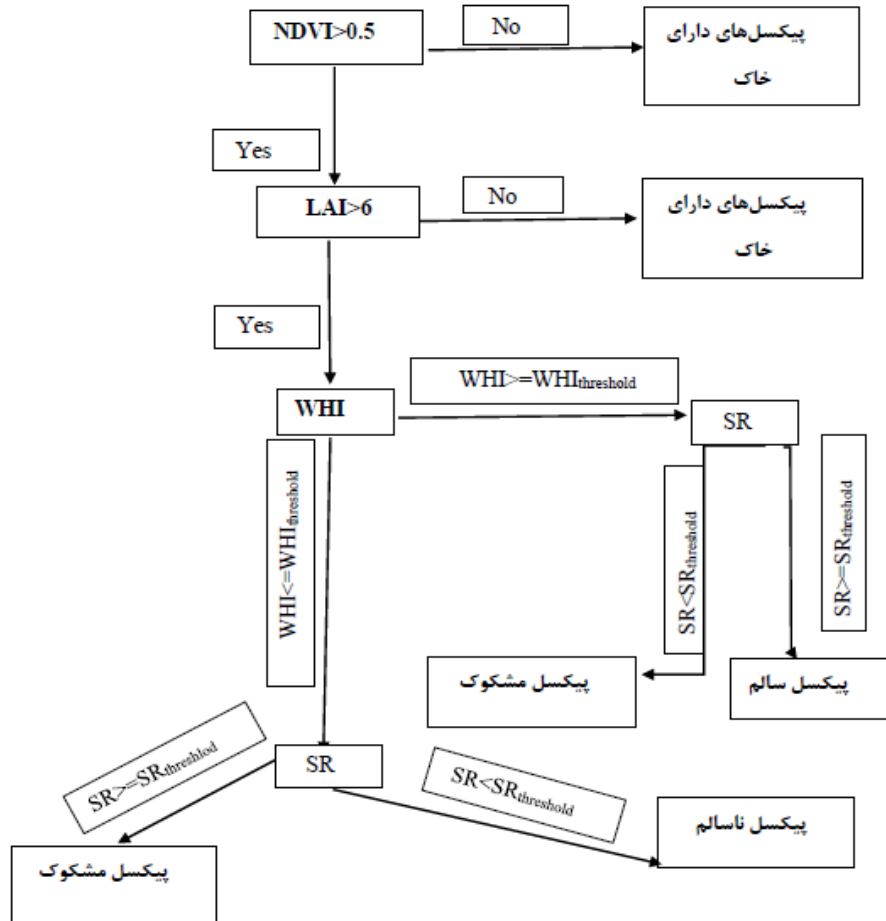 NDVI>0.5
No
پیکسل‌های دارای
خاک
Yes
LAI>6
No
پیکسل‌های دارای
خاک
Yes
WHI>=WHIthreshold
WHI
SR
WHI<=WHIthreshold
SR<SRthreshold
SR>=SRthreshold
پیکسل مشکوک
پیکسل سالم
SR>=SRthreshlod
SR
SR<SRthreshold
پیکسل ناسالم
پیکسل مشکوک